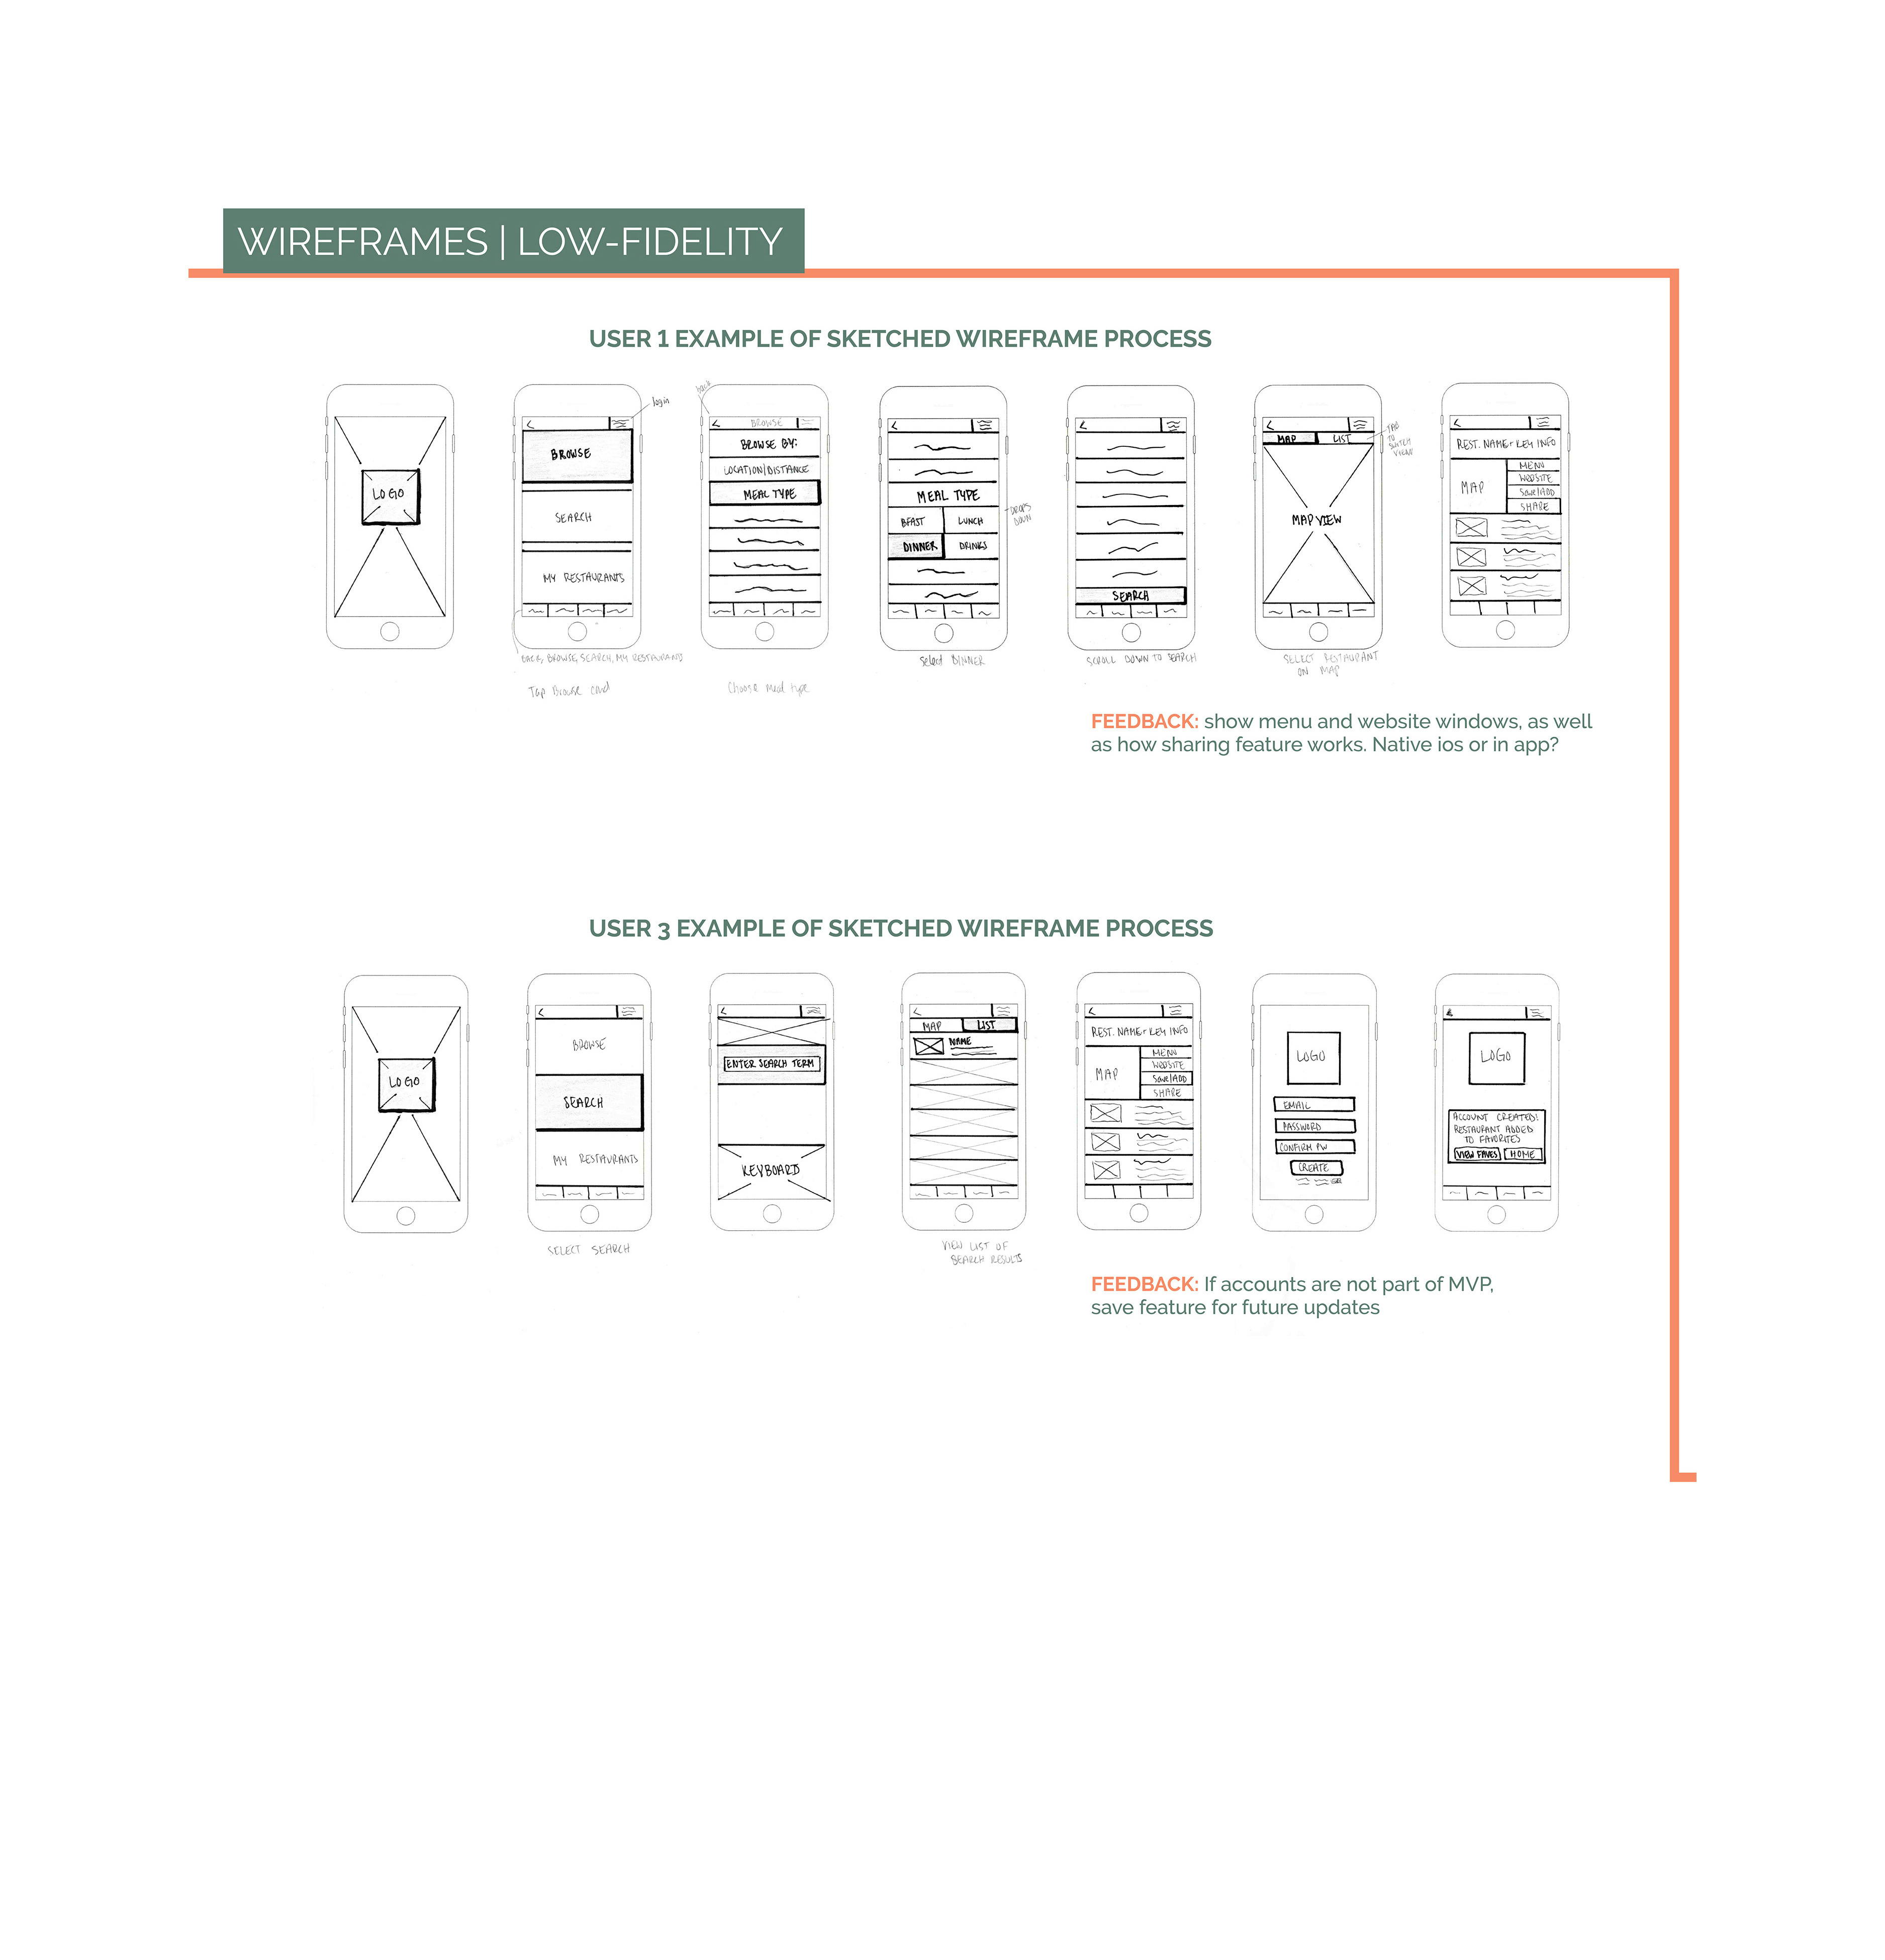 WIREFRAMES | LOW-FIDELITY
USER 1 EXAMPLE OF SKETCHED WIREFRAME PROCESS
LOGO
login
BROWSE
SEARCH
MY RESTAURANTS
BACK, BROWSE, SEARCH, MY RESTAURANTS
Tap Browse cmd
back
BROWSE
BROWSE BY:
LOCATION/DISTANCE
MEAL TYPE
Choose meal type
MEAL TYPE
BFAST LUNCH
DINNER DRINKS
DROPS
DOWN
Select DINNER
SEARCH
SCROLL DOWN TO SEARCH
MAP LIST
TAP
TO
SWITCH
VIEWS
MAP VIEW
SELECT RESTAURANT
ON MAP
REST. NAME + KEY INFO
MAP
MENU
WEBSITE
Save/ADD
SHARE
FEEDBACK: show menu and website windows, as well
as how sharing feature works. Native ios or in app?
USER 3 EXAMPLE OF SKETCHED WIREFRAME PROCESS
LOGO
BROWSE
SEARCH
MY RESTAURANTS
SELECT SEARCH
ENTER SEARCH TERM
KEYBOARD
MAP LIST
NAME
VIEW LIST OF
SEARCH RESULTS
REST. NAME + KEY INFO
MAP
MENU
WEBSITE
Save/ADD
SHARE
LOGO
EMAIL
PASSWORD
CONFIRM PW
CREATE
LOGO
ACCOUNT CREATED!
RESTAURANT ADDED
TO FAVORITES
VIEW FAVES HOME
FEEDBACK: If accounts are not part of MVP,
save feature for future updates